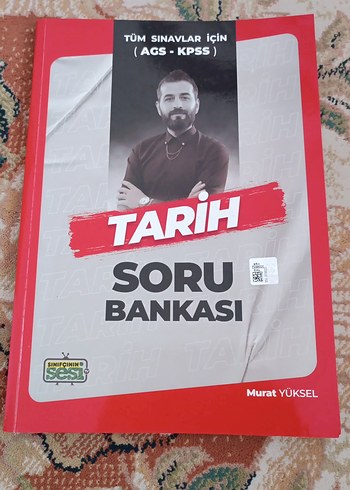 TÜM SINAVLAR İÇİN
( AGS - KPSS )
TARİH
SORU
BANKASI
SINIFÇININ
SESİ
Murat YÜKSEL